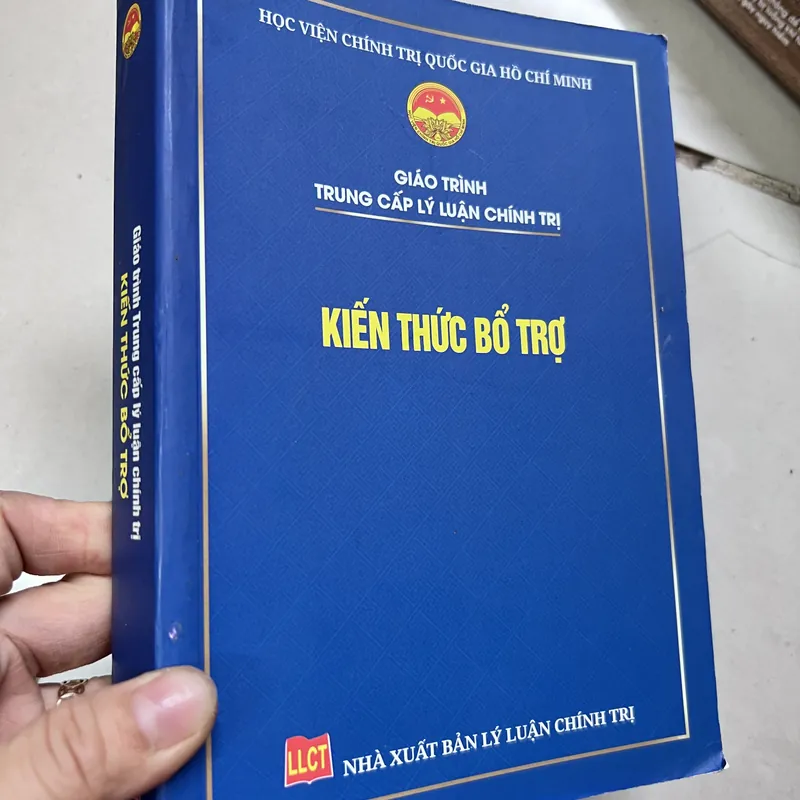 HỌC VIỆN CHÍNH TRỊ QUỐC GIA HỒ CHÍ MINH
GIÁO TRÌNH
TRUNG CẤP LÝ LUẬN CHÍNH TRỊ
KIẾN THỨC BỔ TRỢ
LLCT
NHÀ XUẤT BẢN LÝ LUẬN CHÍNH TRỊ
Giáo trình Trung cấp lý luận chính trị
KIẾN THỨC BỔ TRỢ